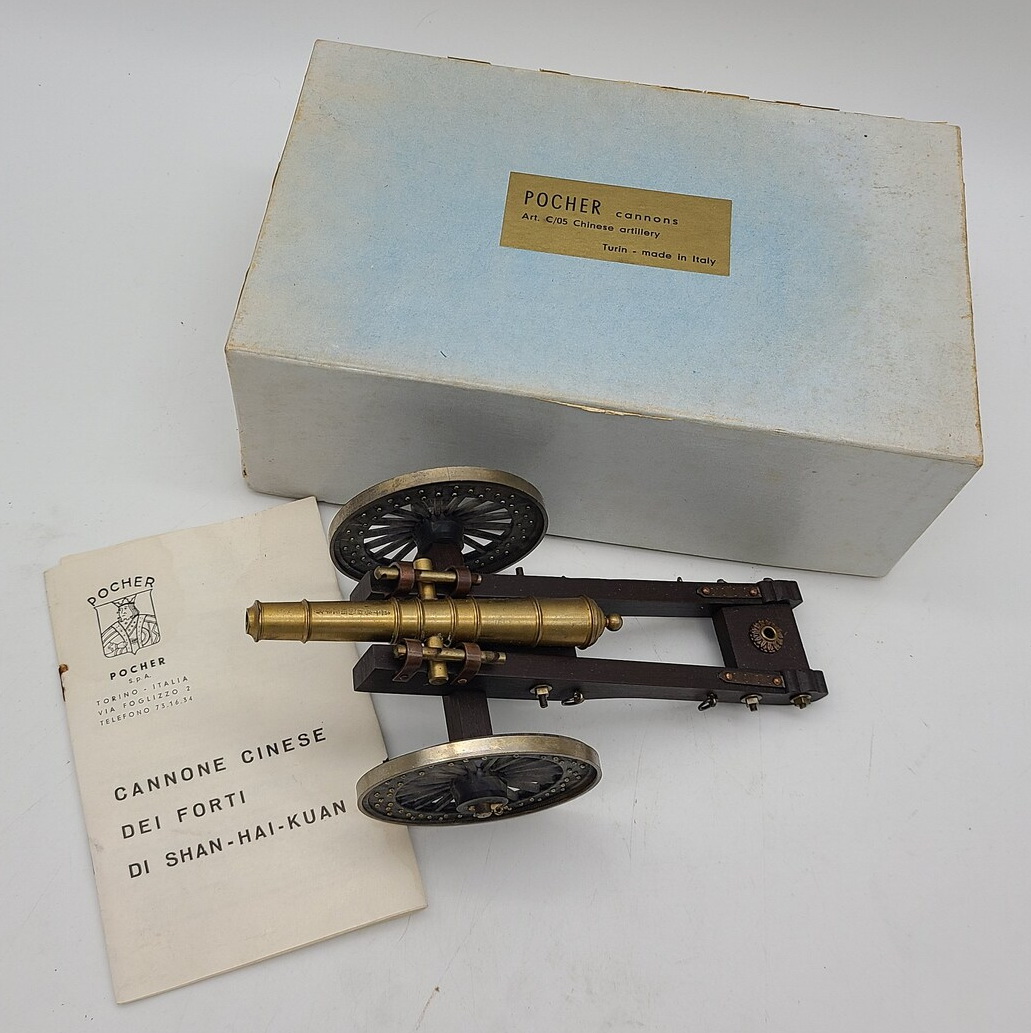 POCHER cannons
Art. C/05 Chinese artillery
Turin - made in Italy
POCHER
POCHER
s.p.a.
TORINO - ITALIA
VIA FOGLIZZO 2
TELEFONO 73.16.34
CANNONE CINESE
DEI FORTI
DI SHAN-HAI-KUAN